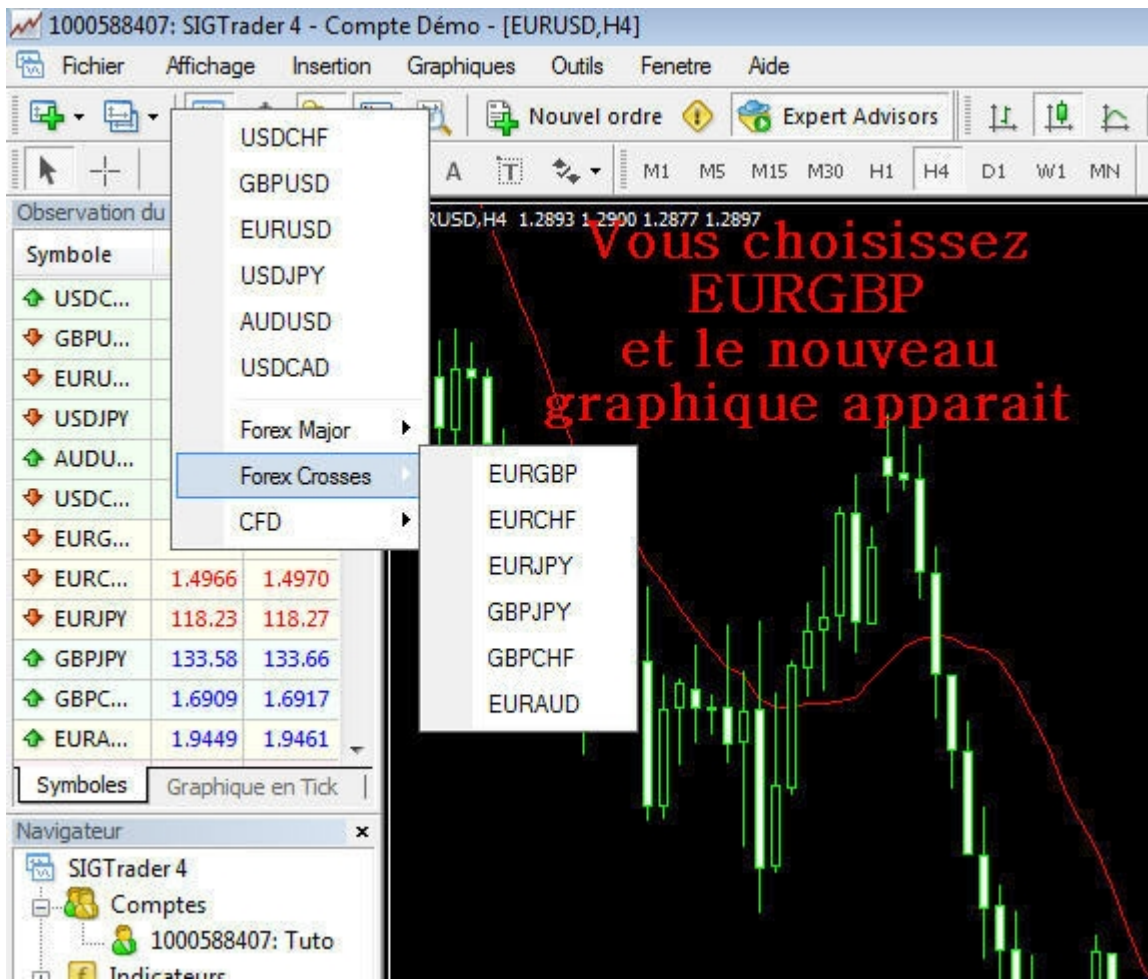 1000588407: SIGTrader 4 - Compte Démo - [EURUSD,H4]
Fichier Affichage Insertion Graphiques Outils Fenetre Aide
Nouvel ordre Expert Advisors
A T M1 M5 M15 M30 H1 H4 D1 W1 MN
Observation du
Symbole
USDC...
GBPU...
EURU...
USDJPY
AUDU...
USDC...
EURG...
EURC... 1.4966 1.4970
EURJPY 118.23 118.27
GBPJPY 133.58 133.66
GBPC... 1.6909 1.6917
EURA... 1.9449 1.9461
Symboles Graphique en Tick
Navigateur x
SIGTrader 4
Comptes
1000588407: Tuto
Indicateurs
USDCHF
GBPUSD
EURUSD
USDJPY
AUDUSD
USDCAD
Forex Major
Forex Crosses
CFD
EURGBP
EURCHF
EURJPY
GBPJPY
GBPCHF
EURAUD
RUSD,H4 1.2893 1.2900 1.2877 1.2897
Vous choisissez
EURGBP
et le nouveau
graphique apparait